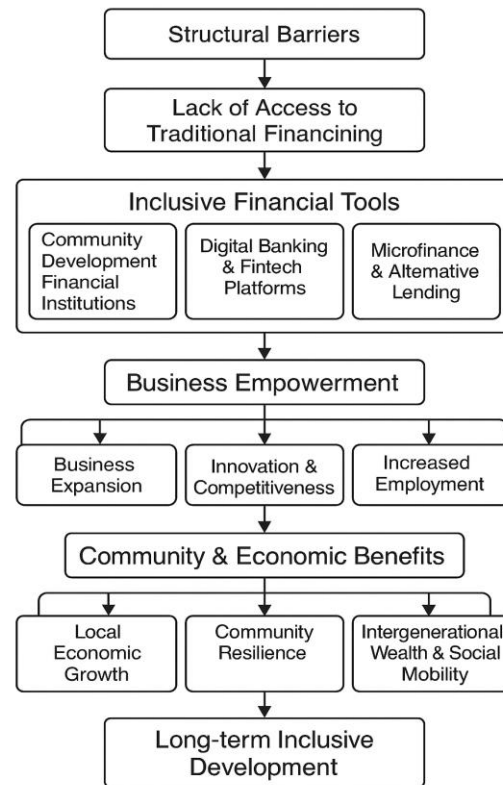 Structural Barriers
Lack of Access to
Traditional Financining
Inclusive Financial Tools
Community
Development
Financial
Institutions
Digital Banking
& Fintech
Platforms
Microfinance
& Alternative
Lending
Business Empowerment
Business
Expansion
Innovation &
Competitiveness
Increased
Employment
Community & Economic Benefits
Local
Economic
Growth
Community
Resilience
Intergenerational
Wealth & Social
Mobility
Long-term Inclusive
Development